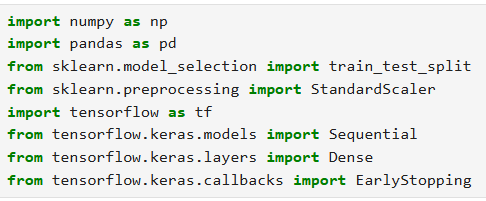 import numpy as np
import pandas as pd
from sklearn.model_selection import train_test_split
from sklearn.preprocessing import StandardScaler
import tensorflow as tf
from tensorflow.keras.models import Sequential
from tensorflow.keras.layers import Dense
from tensorflow.keras.callbacks import EarlyStopping